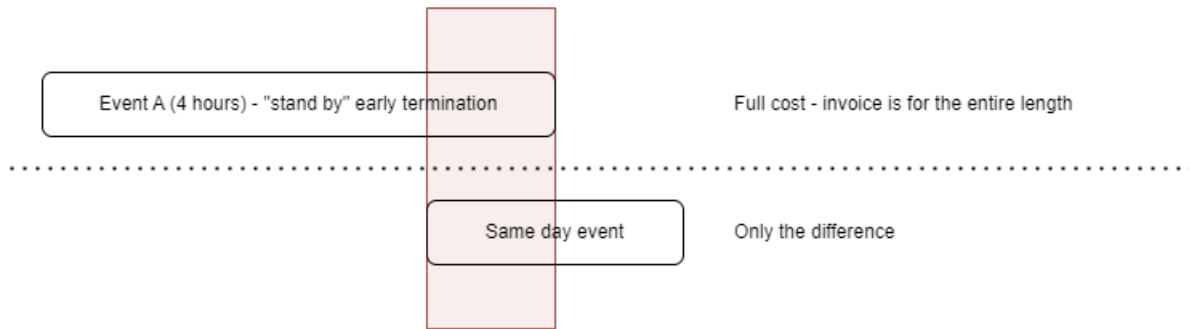 Event A (4 hours) - "stand by" early termination
Full cost - invoice is for the entire length
Same day event
Only the difference